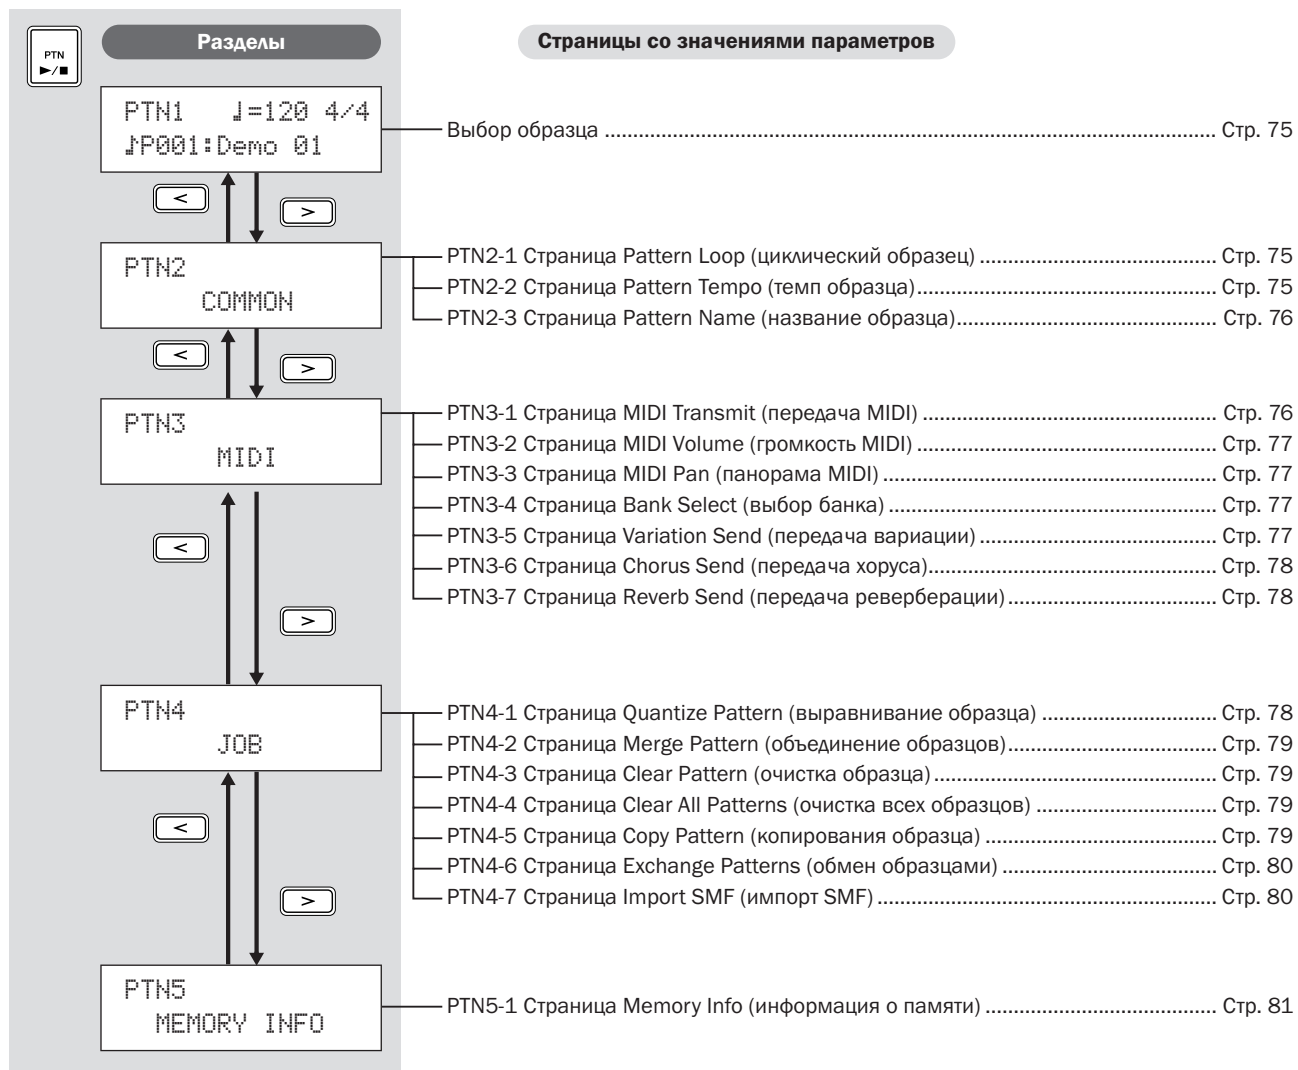 PTN
►/■
Разделы
Страницы со значениями параметров
PTN1 ♩=120 4/4
♪P001:Demo 01
Выбор образца ........ Стр. 75
<
>
PTN2
COMMON
PTN2-1 Страница Pattern Loop (циклический образец) ........ Стр. 75
PTN2-2 Страница Pattern Tempo (темп образца) ........ Стр. 75
PTN2-3 Страница Pattern Name (название образца) ........ Стр. 76
<
>
PTN3
MIDI
PTN3-1 Страница MIDI Transmit (передача MIDI) ........ Стр. 76
PTN3-2 Страница MIDI Volume (громкость MIDI) ........ Стр. 77
PTN3-3 Страница MIDI Pan (панорама MIDI) ........ Стр. 77
PTN3-4 Страница Bank Select (выбор банка) ........ Стр. 77
PTN3-5 Страница Variation Send (передача вариации) ........ Стр. 77
PTN3-6 Страница Chorus Send (передача хоруса) ........ Стр. 78
PTN3-7 Страница Reverb Send (передача реверберации) ........ Стр. 78
<
>
PTN4
JOB
PTN4-1 Страница Quantize Pattern (выравнивание образца) ........ Стр. 78
PTN4-2 Страница Merge Pattern (объединение образцов) ........ Стр. 79
PTN4-3 Страница Clear Pattern (очистка образца) ........ Стр. 79
PTN4-4 Страница Clear All Patterns (очистка всех образцов) ........ Стр. 79
PTN4-5 Страница Copy Pattern (копирования образца) ........ Стр. 79
PTN4-6 Страница Exchange Patterns (обмен образцами) ........ Стр. 80
PTN4-7 Страница Import SMF (импорт SMF) ........ Стр. 80
<
>
PTN5
MEMORY INFO
PTN5-1 Страница Memory Info (информация о памяти) ........ Стр. 81